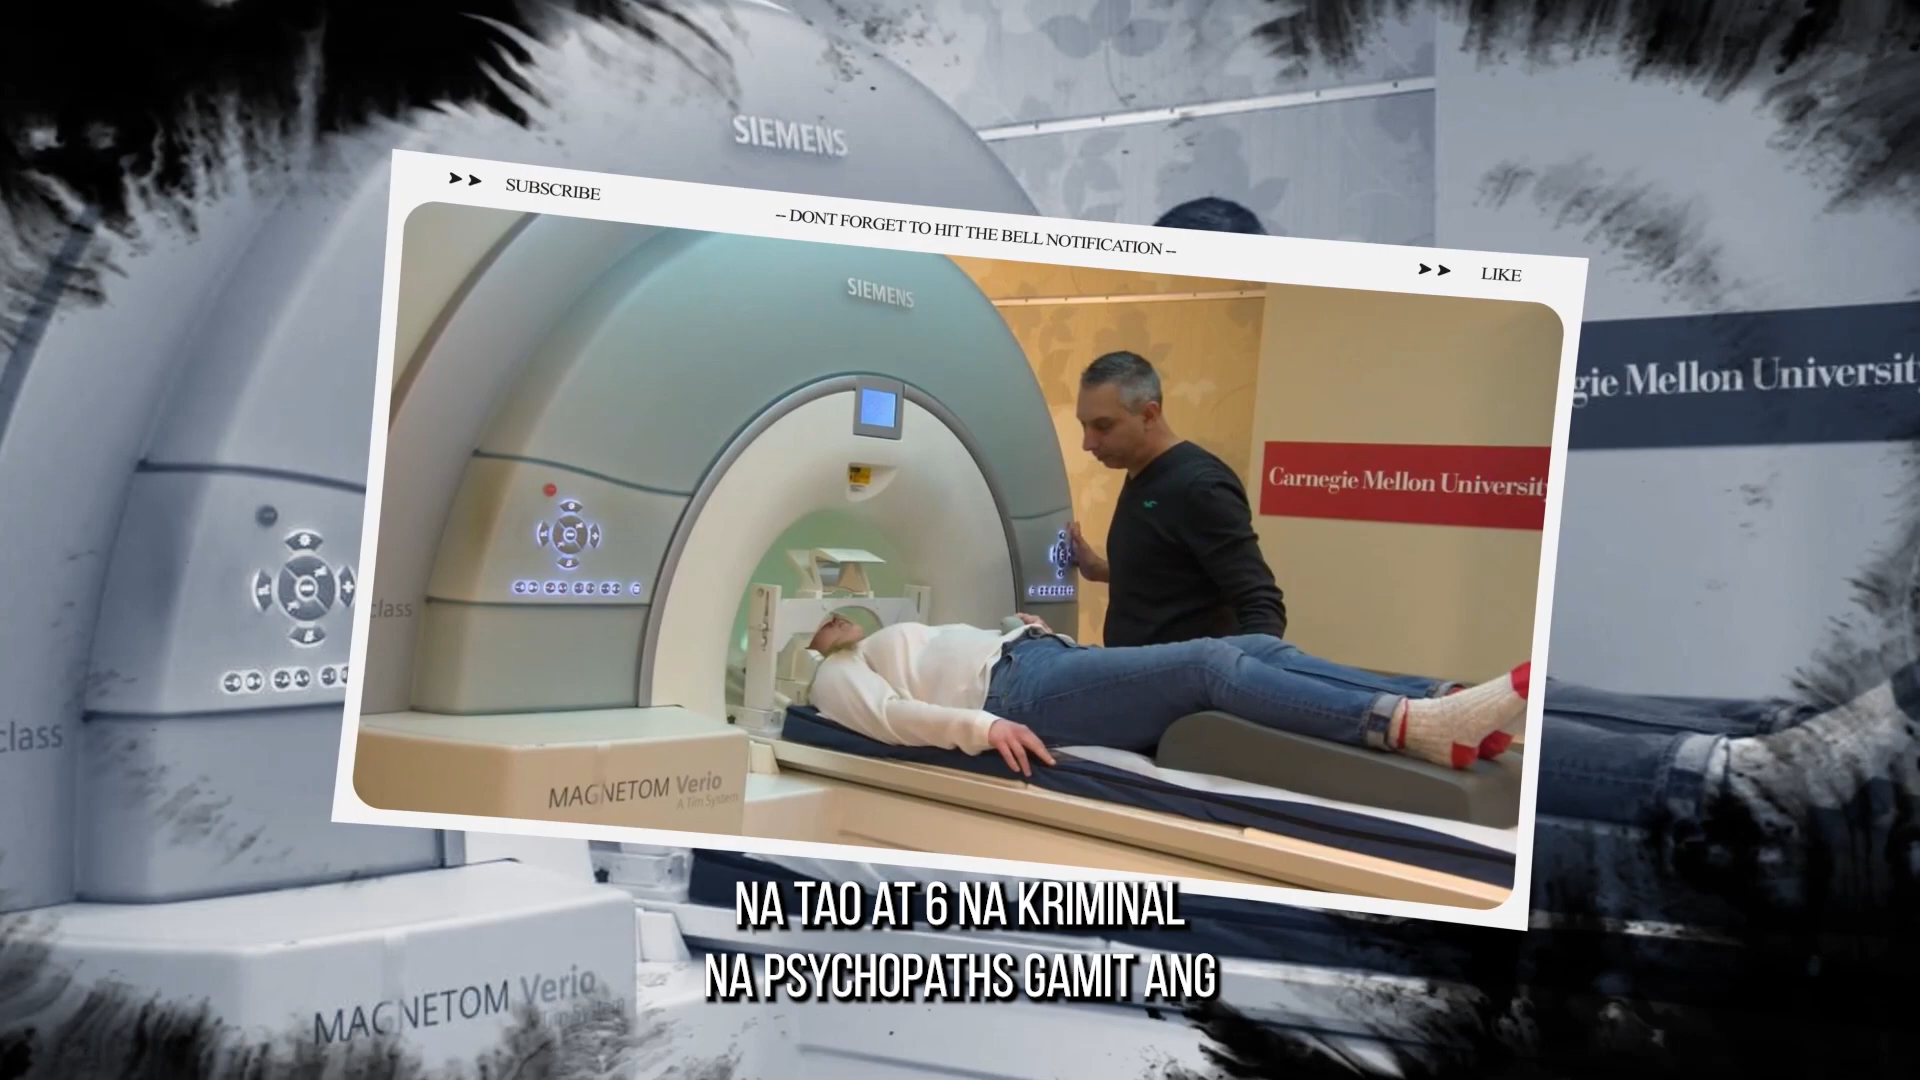 SIEMENS
SUBSCRIBE
-- DONT FORGET TO HIT THE BELL NOTIFICATION --
LIKE
SIEMENS
gie Mellon University
Carnegie Mellon University
class
class
MAGNETOM Verio
A Tim System
MAGNETOM Verio
NA TAO AT 6 NA KRIMINAL
NA PSYCHOPATHS GAMIT ANG